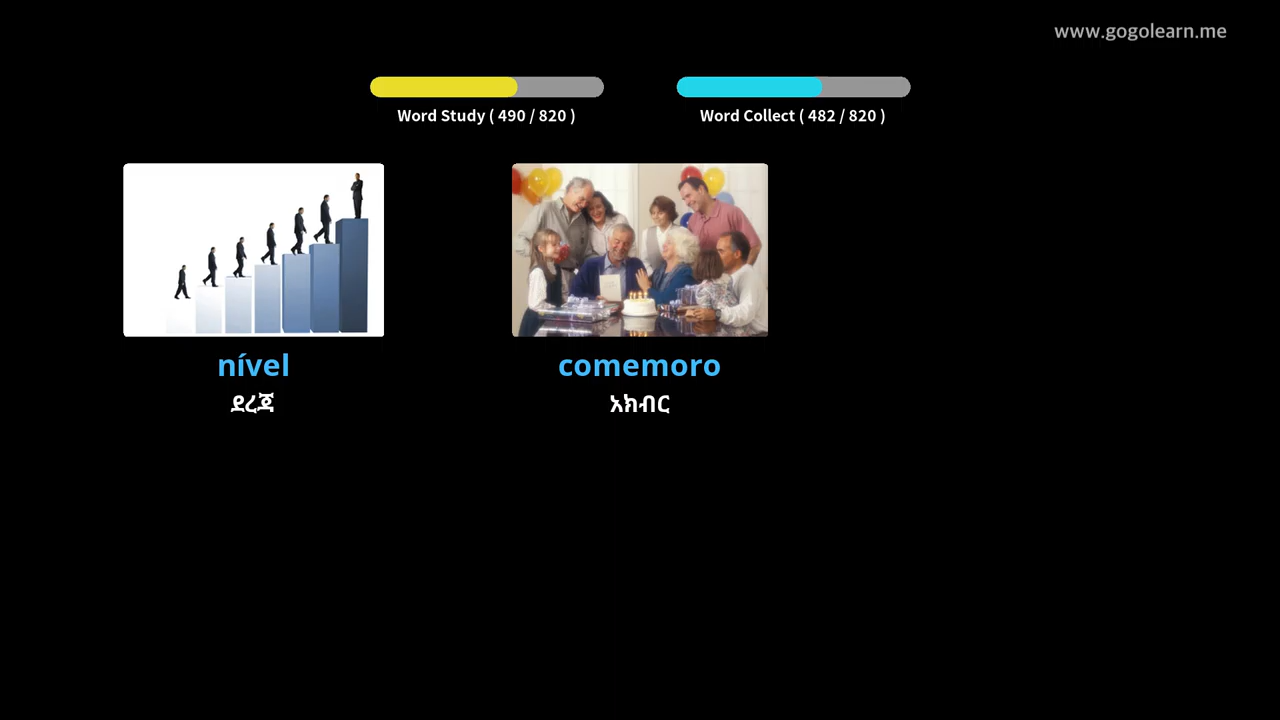 www.gogolearn.me
Word Study ( 490 / 820 )
Word Collect ( 482 / 820 )
nível
ደረጃ
comemoro
አክብር